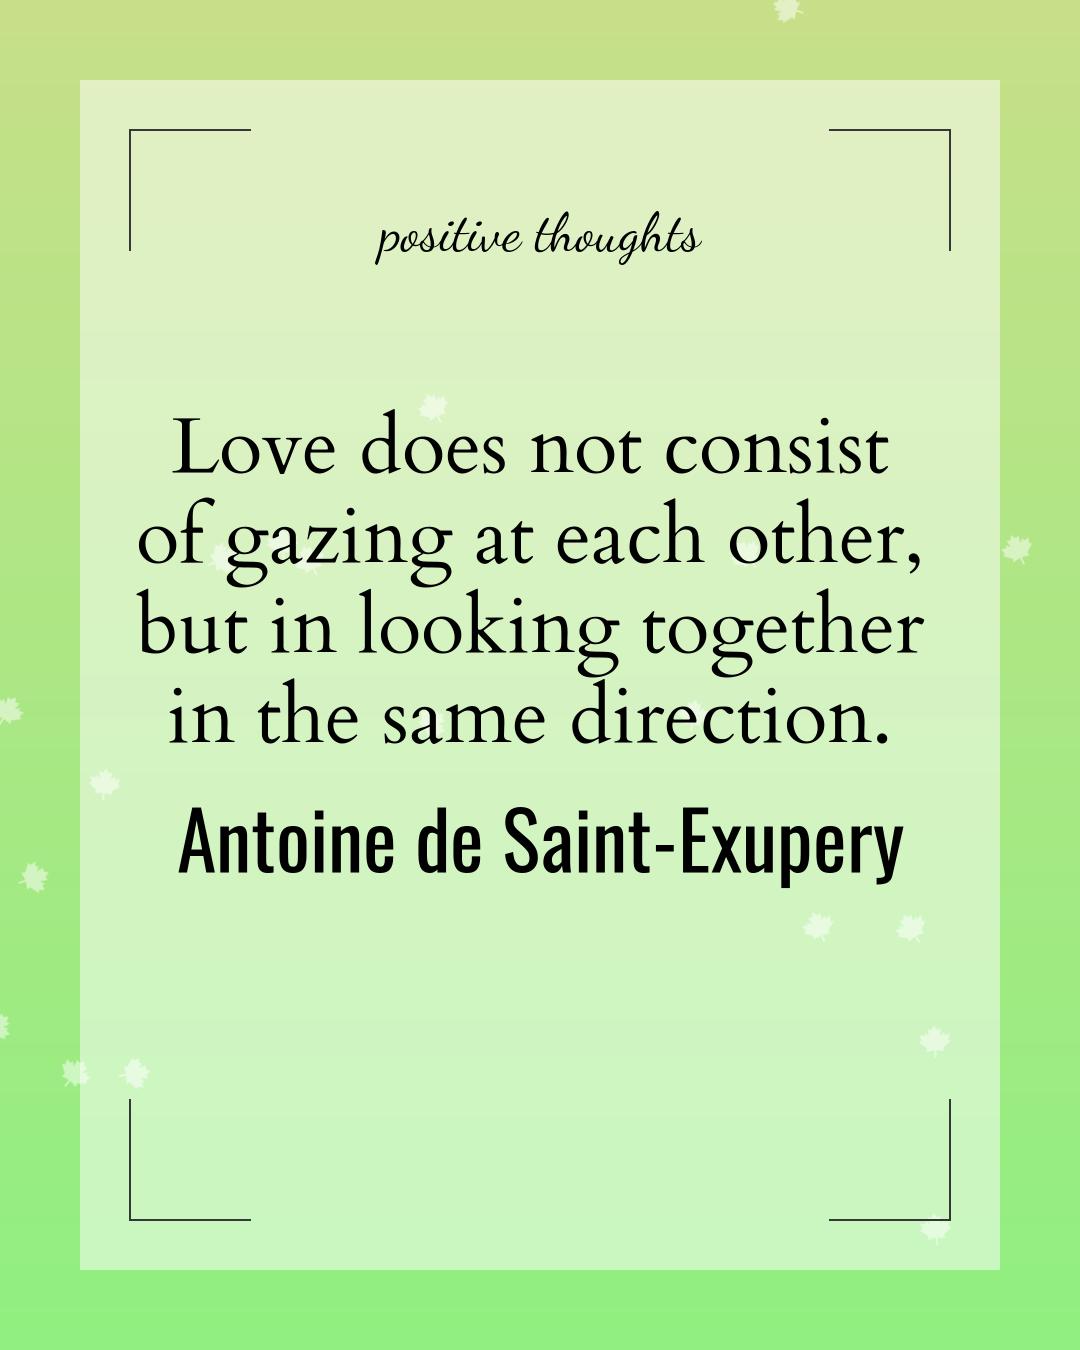 positive thoughts
Love does not consist
of gazing at each other,
but in looking together
in the same direction.
Antoine de Saint-Exupery